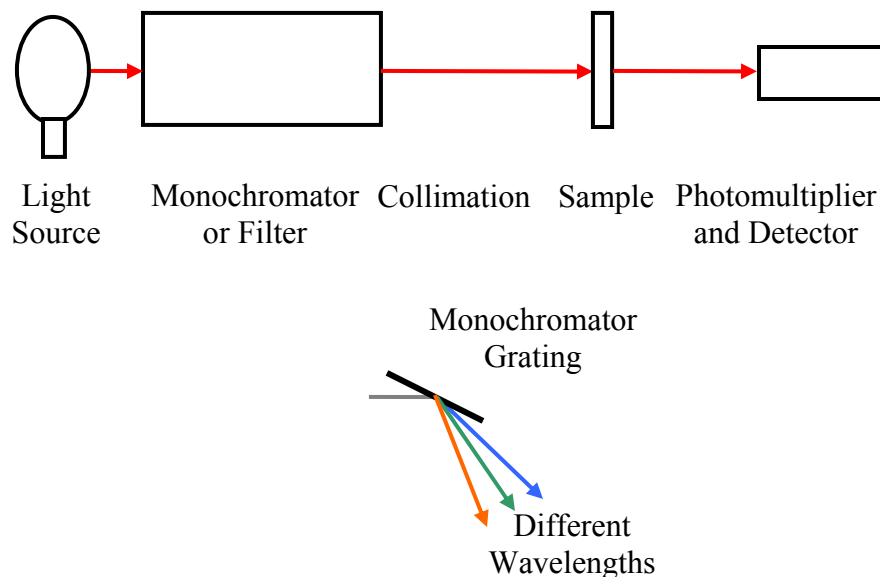 Light
Source
Monochromator
or Filter
Collimation
Sample
Photomultiplier
and Detector
Monochromator
Grating
Different
Wavelengths